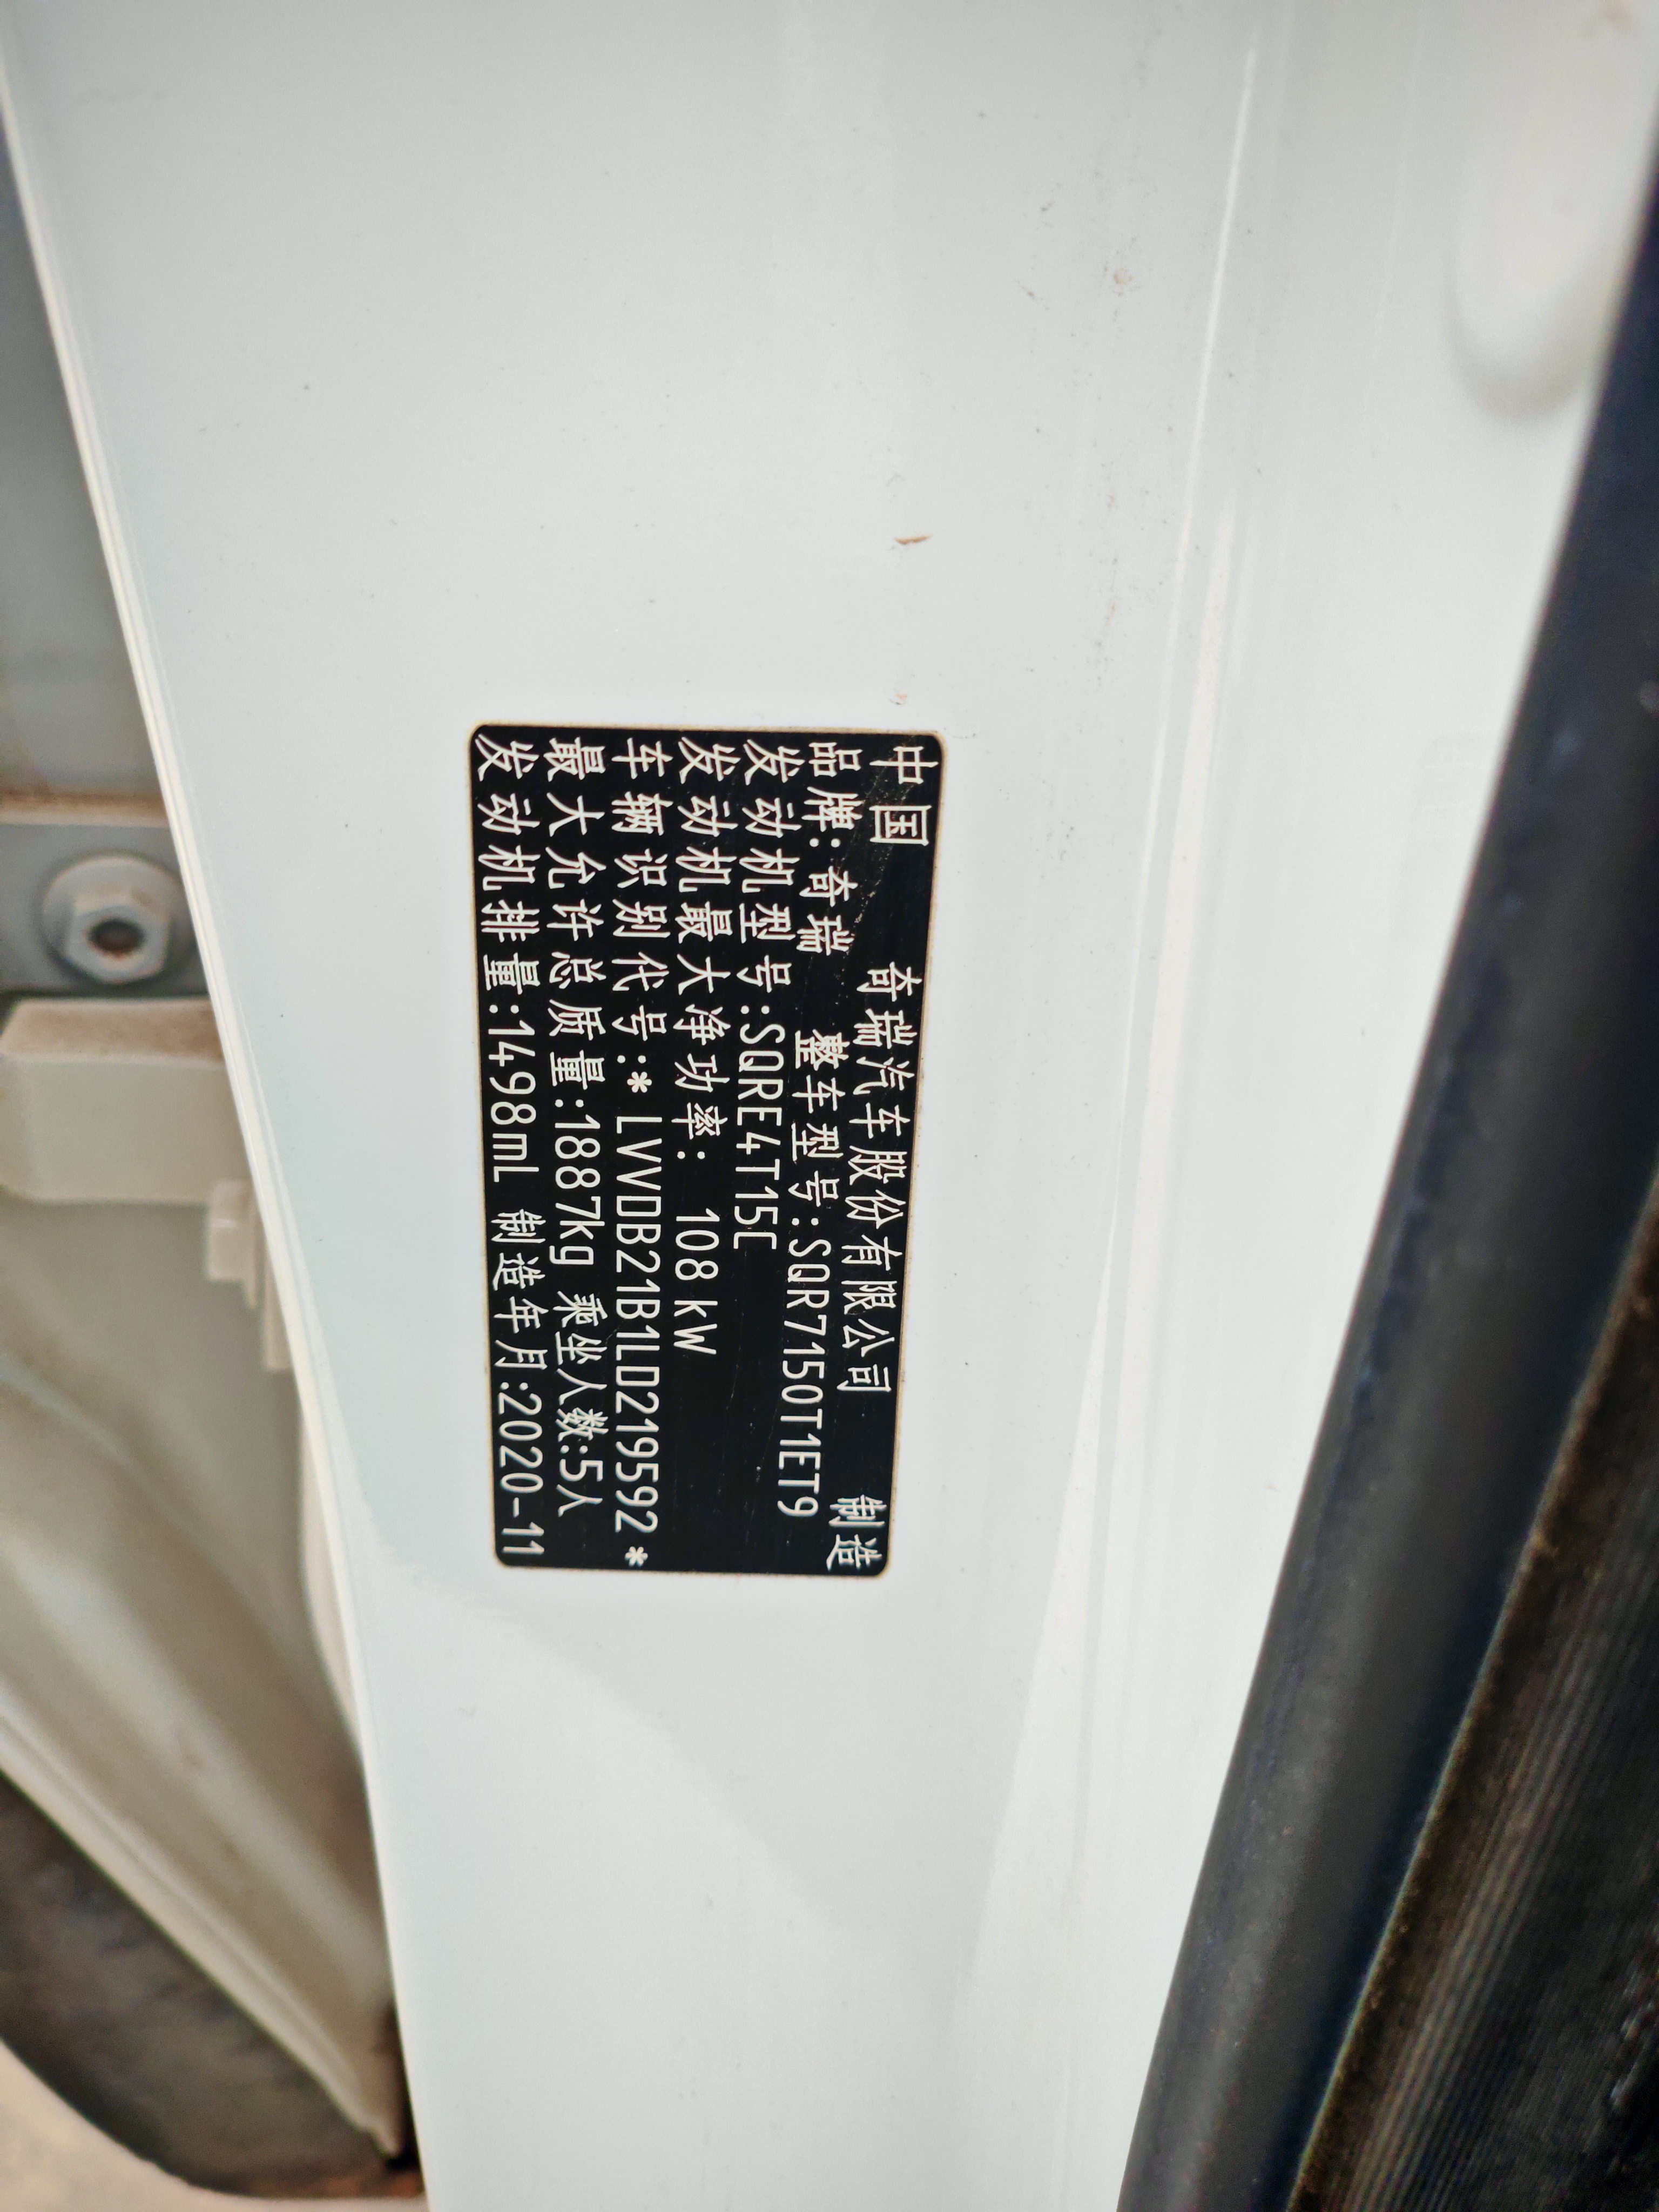 中国 奇瑞汽车股份有限公司 制造
品牌:奇瑞 整车型号:SQR7150T1ET9
发动机型号:SQRE4T15C
发动机最大净功率: 108 kW
车辆识别代号:* LVVDB21B1LD219592 *
最大允许总质量:1887kg 乘坐人数:5人
发动机排量:1498mL 制造年月:2020-11